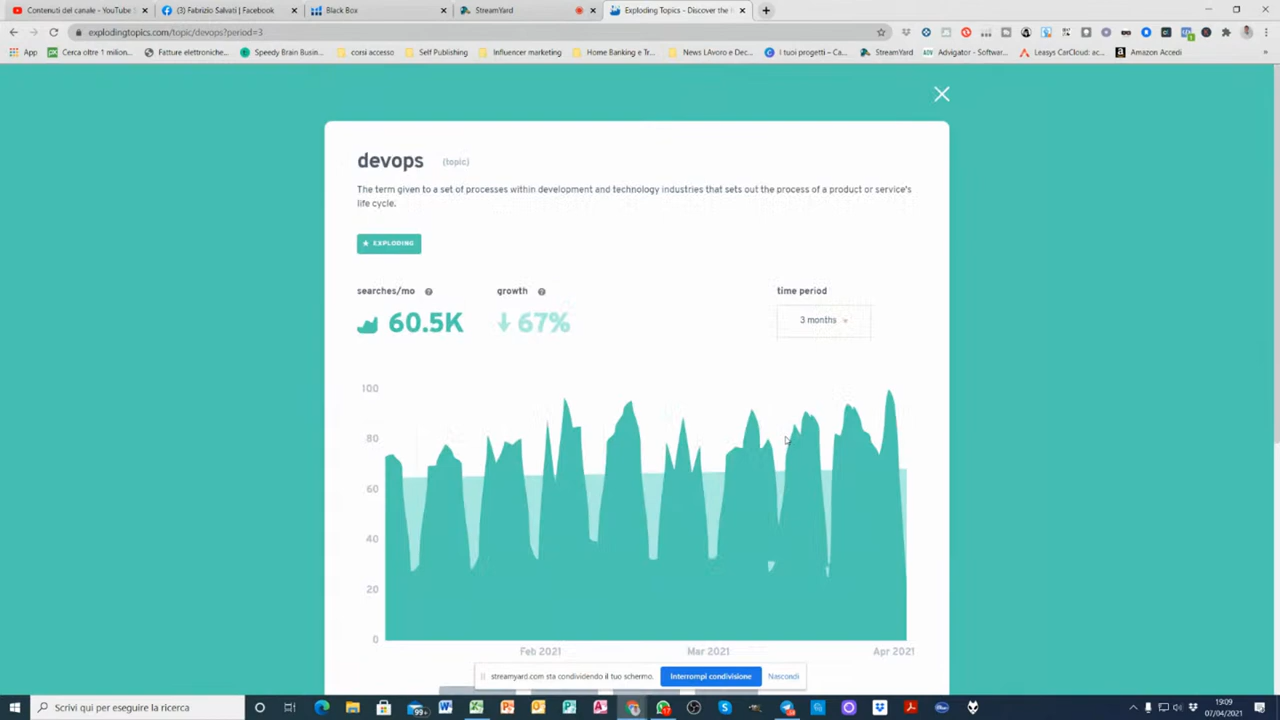 Contenuti del canale - YouTube
(3) Fabrizio Salvati | Facebook
Black Box
StreamYard
Exploding Topics - Discover the
explodingtopics.com/topic/devops?period=3
App
Cerca oltre 1 milion...
Fatture elettroniche...
Speedy Brain Busin...
corsi accesso
Self Publishing
Influencer marketing
Home Banking e Tr...
News LAvoro e Dec...
I tuoi progetti – Ca...
StreamYard
Advigator - Softwar...
Leasys CarCloud: ac...
Amazon Accedi
devops (topic)
The term given to a set of processes within development and technology industries that sets out the process of a product or service's
life cycle.
EXPLODING
searches/mo growth time period
60.5K 67% 3 months
100
80
60
40
20
0
Feb 2021 Mar 2021 Apr 2021
streamyard.com sta condividendo il tuo schermo. Interrompi condivisione Nascondi
Scrivi qui per eseguire la ricerca
99+
19:09
07/04/2021